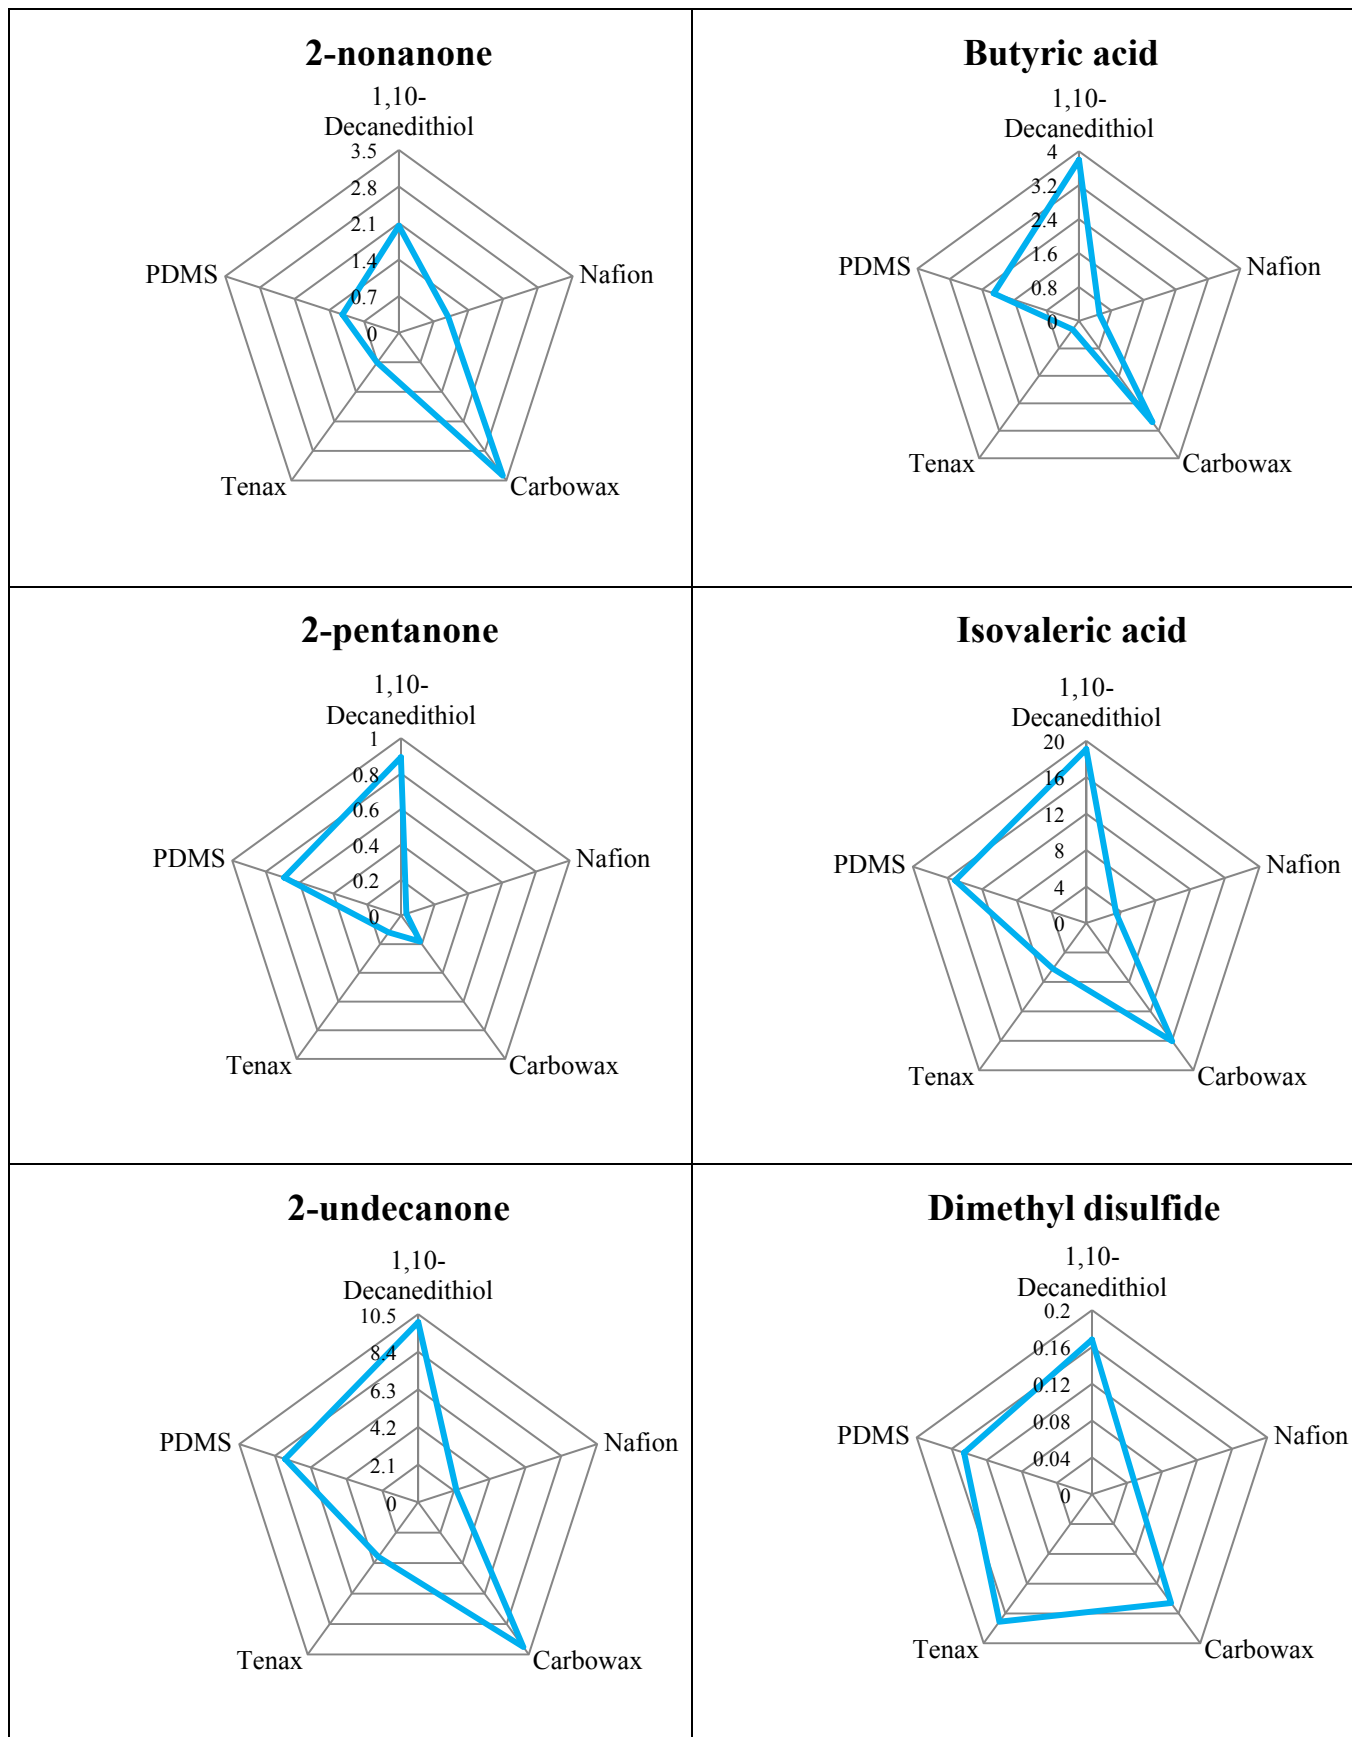 2-nonanone
1,10-
Decanedithiol
3.5
2.8
2.1
1.4
0.7
0
PDMS
Nafion
Tenax
Carbowax
Butyric acid
1,10-
Decanedithiol
4
3.2
2.4
1.6
0.8
0
PDMS
Nafion
Tenax
Carbowax
2-pentanone
1,10-
Decanedithiol
1
0.8
0.6
0.4
0.2
0
PDMS
Nafion
Tenax
Carbowax
Isovaleric acid
1,10-
Decanedithiol
20
16
12
8
4
0
PDMS
Nafion
Tenax
Carbowax
2-undecanone
1,10-
Decanedithiol
10.5
8.4
6.3
4.2
2.1
0
PDMS
Nafion
Tenax
Carbowax
Dimethyl disulfide
1,10-
Decanedithiol
0.2
0.16
0.12
0.08
0.04
0
PDMS
Nafion
Tenax
Carbowax